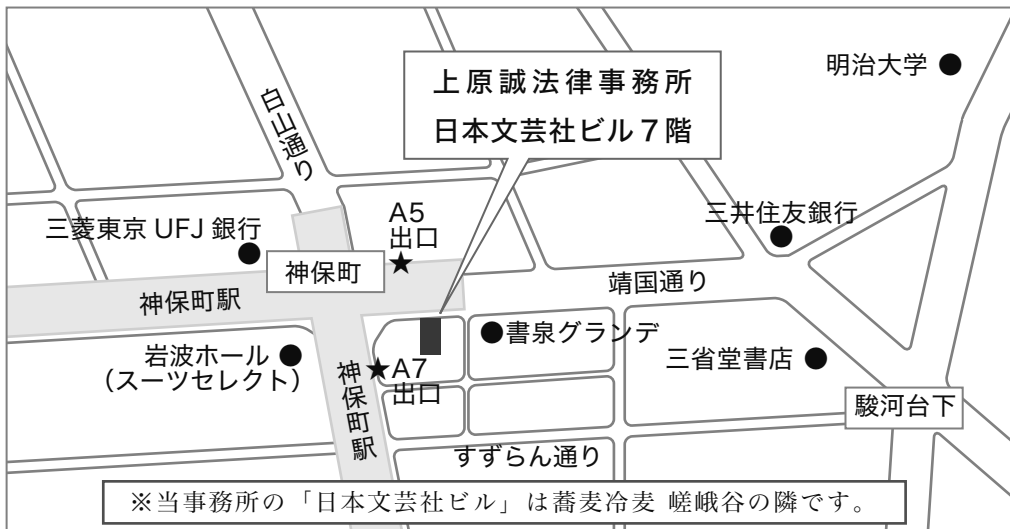 上原誠法律事務所
日本文芸社ビル７階
明治大学
白山通り
A5
出口
三菱東京 UFJ 銀行
三井住友銀行
神保町
靖国通り
神保町駅
書泉グランデ
岩波ホール
（スーツセレクト）
A7
出口
三省堂書店
神保町駅
駿河台下
すずらん通り
※当事務所の「日本文芸社ビル」は蕎麦冷麦 嵯峨谷の隣です。